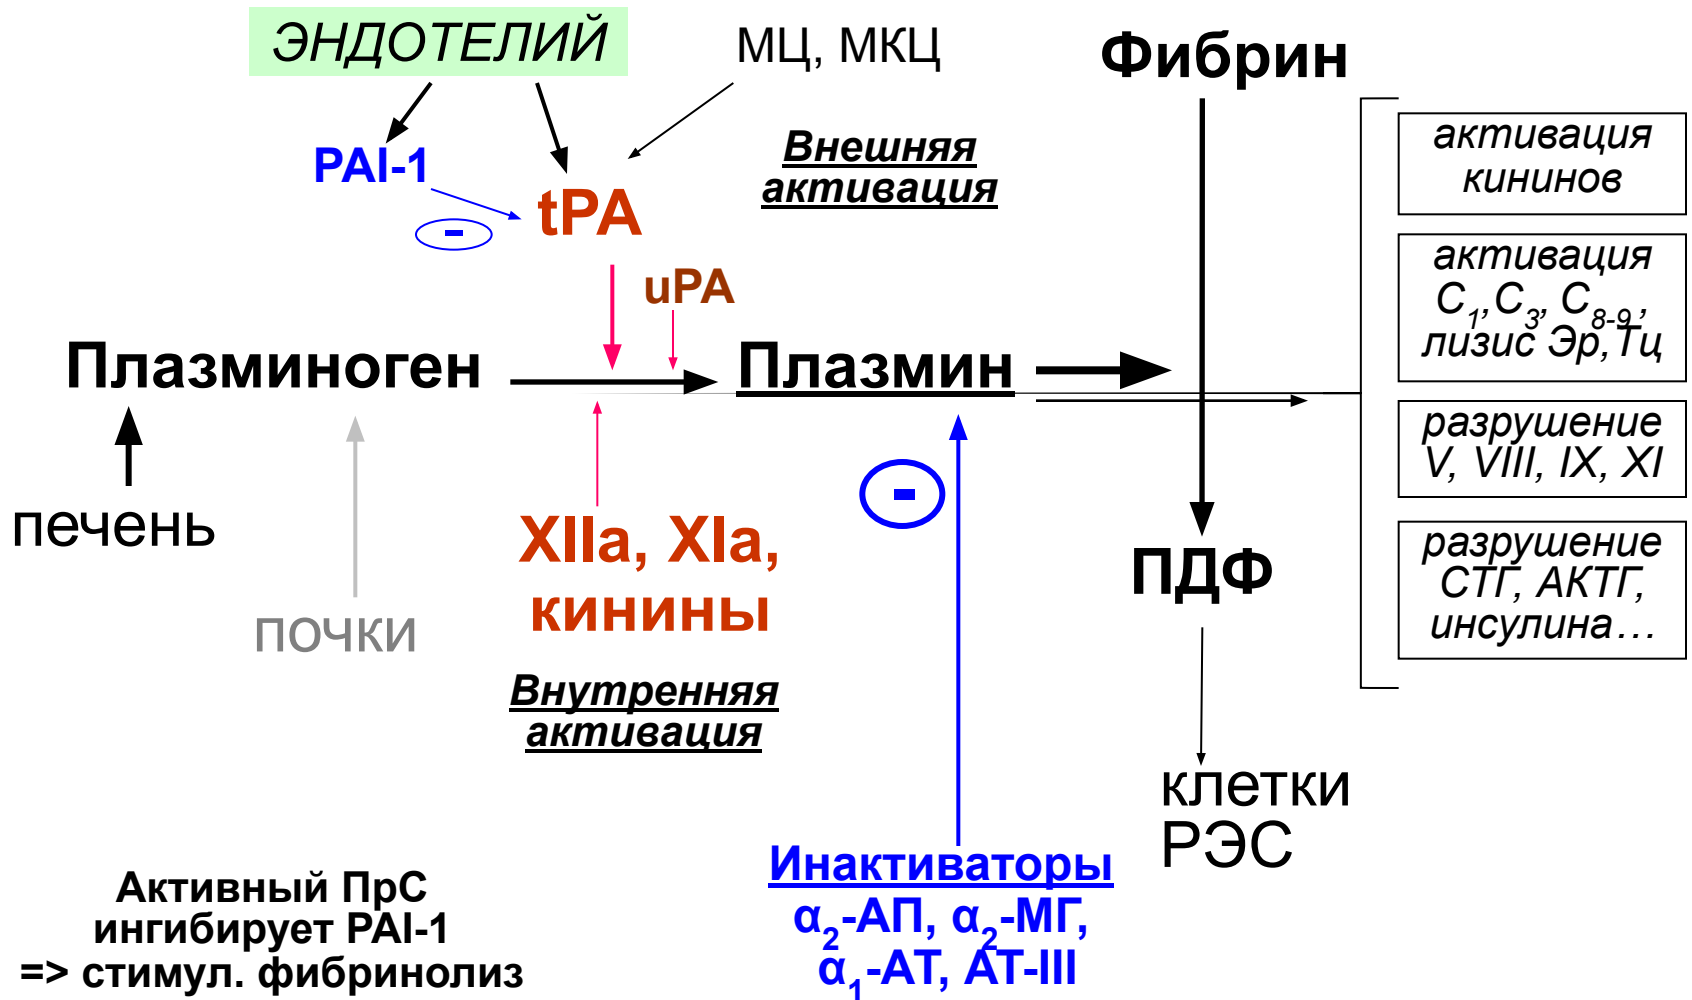 ЭНДОТЕЛИЙ
МЦ, МКЦ
Фибрин
PAI-1
-
tPA
Внешняя
активация
uPA
Плазминоген
Плазмин
печень
почки
XIIa, XIa,
кинины
Внутренняя
активация
-
ПДФ
клетки
РЭС
активация
кининов
активация
C₁, C₃, C₈₋₉,
лизис Эр,Тц
разрушение
V, VIII, IX, XI
разрушение
СТГ, АКТГ,
инсулина…
Активный ПрС
ингибирует PAI-1
=> стимул. фибринолиз
Инактиваторы
α₂-АП, α₂-МГ,
α₁-АТ, АТ-III